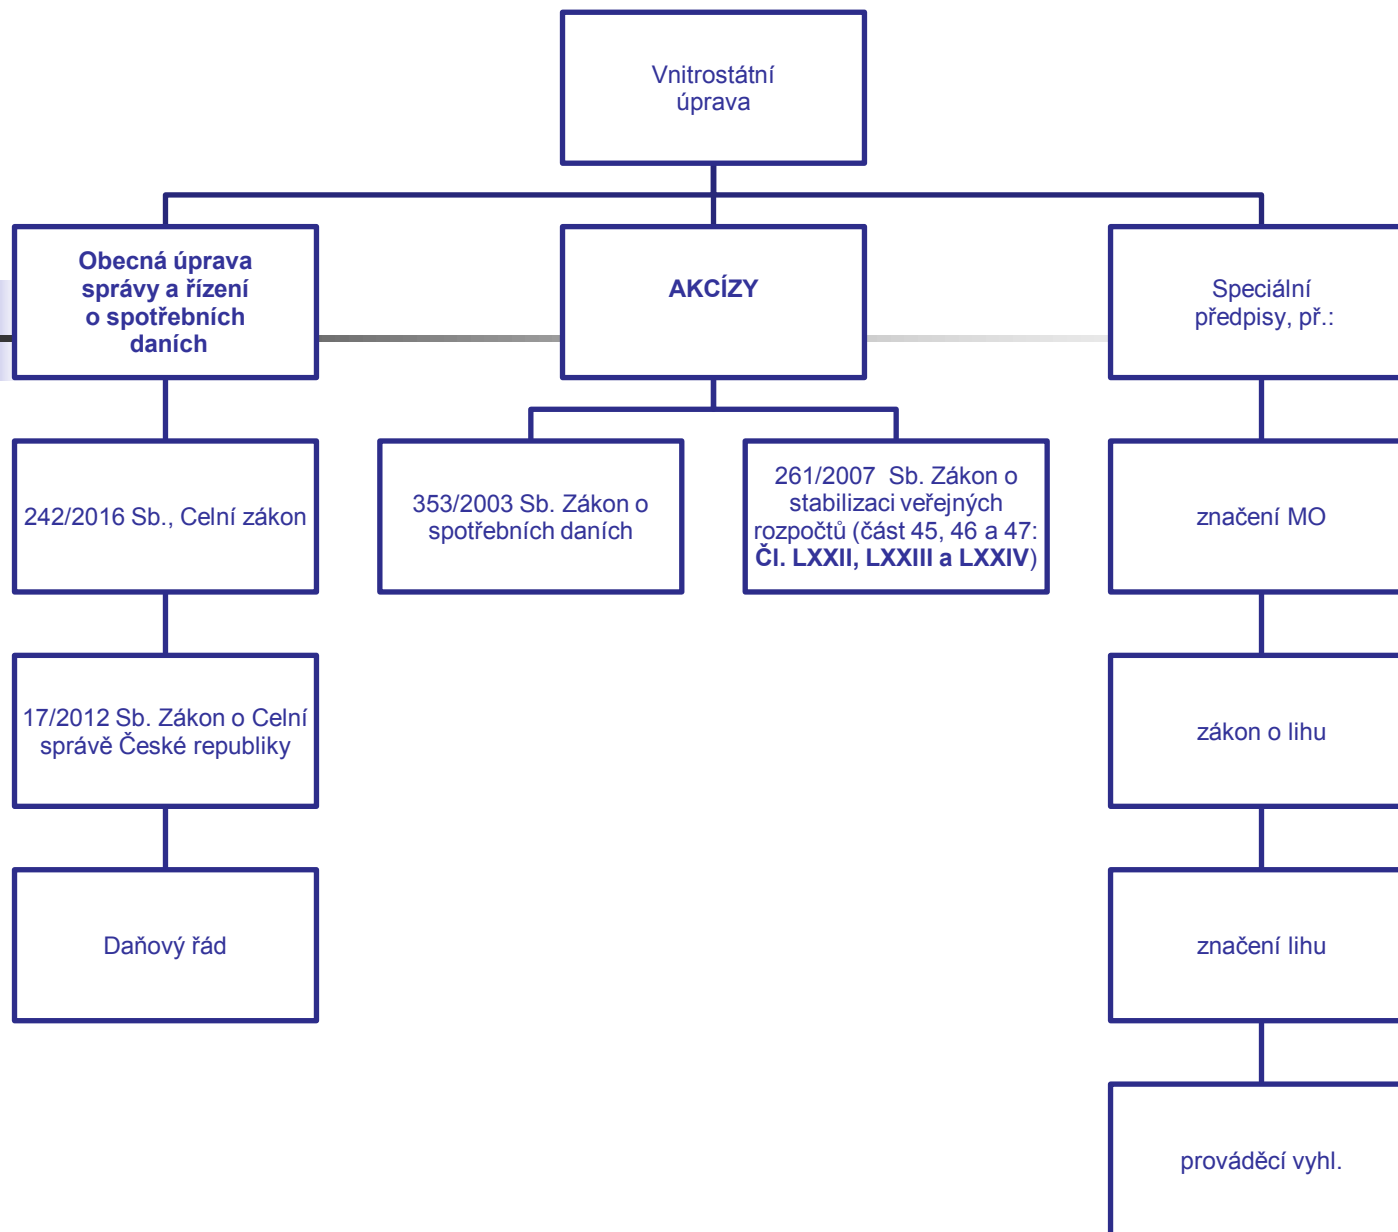 Vnitrostátní
úprava
Obecná úprava
správy a řízení
o spotřebních
daních
AKCÍZY
Speciální
předpisy, př.:
242/2016 Sb., Celní zákon
353/2003 Sb. Zákon o
spotřebních daních
261/2007 Sb. Zákon o
stabilizaci veřejných
rozpočtů (část 45, 46 a 47:
Čl. LXXII, LXXIII a LXXIV)
značení MO
17/2012 Sb. Zákon o Celní
správě České republiky
zákon o lihu
Daňový řád
značení lihu
prováděcí vyhl.